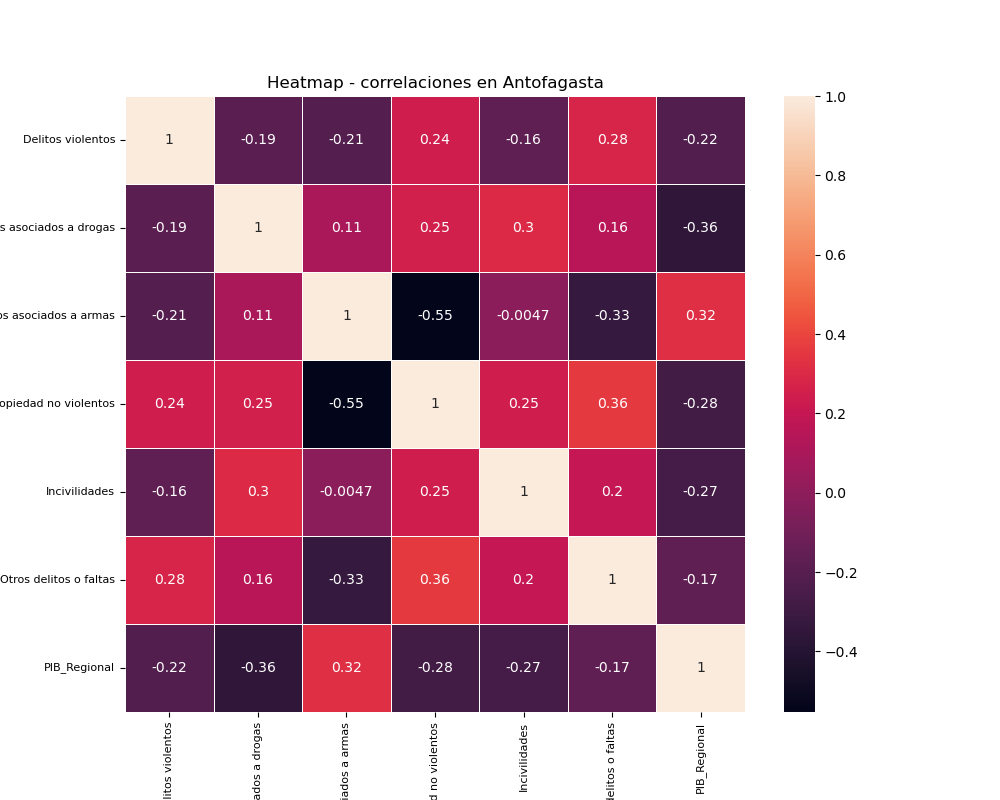 Heatmap - correlaciones en Antofagasta
Delitos violentos
1 -0.19 -0.21 0.24 -0.16 0.28 -0.22
s asociados a drogas
-0.19 1 0.11 0.25 0.3 0.16 -0.36
os asociados a armas
-0.21 0.11 1 -0.55 -0.0047 -0.33 0.32
opiedad no violentos
0.24 0.25 -0.55 1 0.25 0.36 -0.28
Incivilidades
-0.16 0.3 -0.0047 0.25 1 0.2 -0.27
Otros delitos o faltas
0.28 0.16 -0.33 0.36 0.2 1 -0.17
PIB_Regional
-0.22 -0.36 0.32 -0.28 -0.27 -0.17 1
litos violentos
ados a drogas
iados a armas
d no violentos
Incivilidades
delitos o faltas
PIB_Regional
1.0
0.8
0.6
0.4
0.2
0.0
−0.2
−0.4